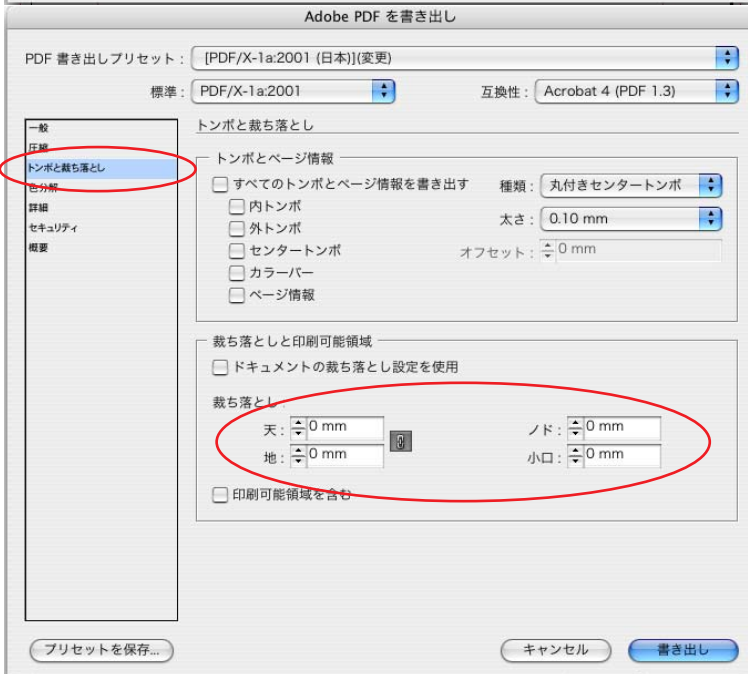 Adobe PDF を書き出し
PDF 書き出しプリセット : [PDF/X-1a:2001 (日本)](変更)
標準 : PDF/X-1a:2001 互換性 : Acrobat 4 (PDF 1.3)
一般
圧縮
トンボと裁ち落とし
色分解
詳細
セキュリティ
概要
トンボと裁ち落とし
トンボとページ情報
すべてのトンボとページ情報を書き出す 種類 : 丸付きセンタートンボ
内トンボ 太さ : 0.10 mm
外トンボ
センタートンボ オフセット : 0 mm
カラーバー
ページ情報
裁ち落としと印刷可能領域
ドキュメントの裁ち落とし設定を使用
裁ち落とし :
天 : 0 mm ノド : 0 mm
地 : 0 mm 小口 : 0 mm
印刷可能領域を含む
プリセットを保存... キャンセル 書き出し